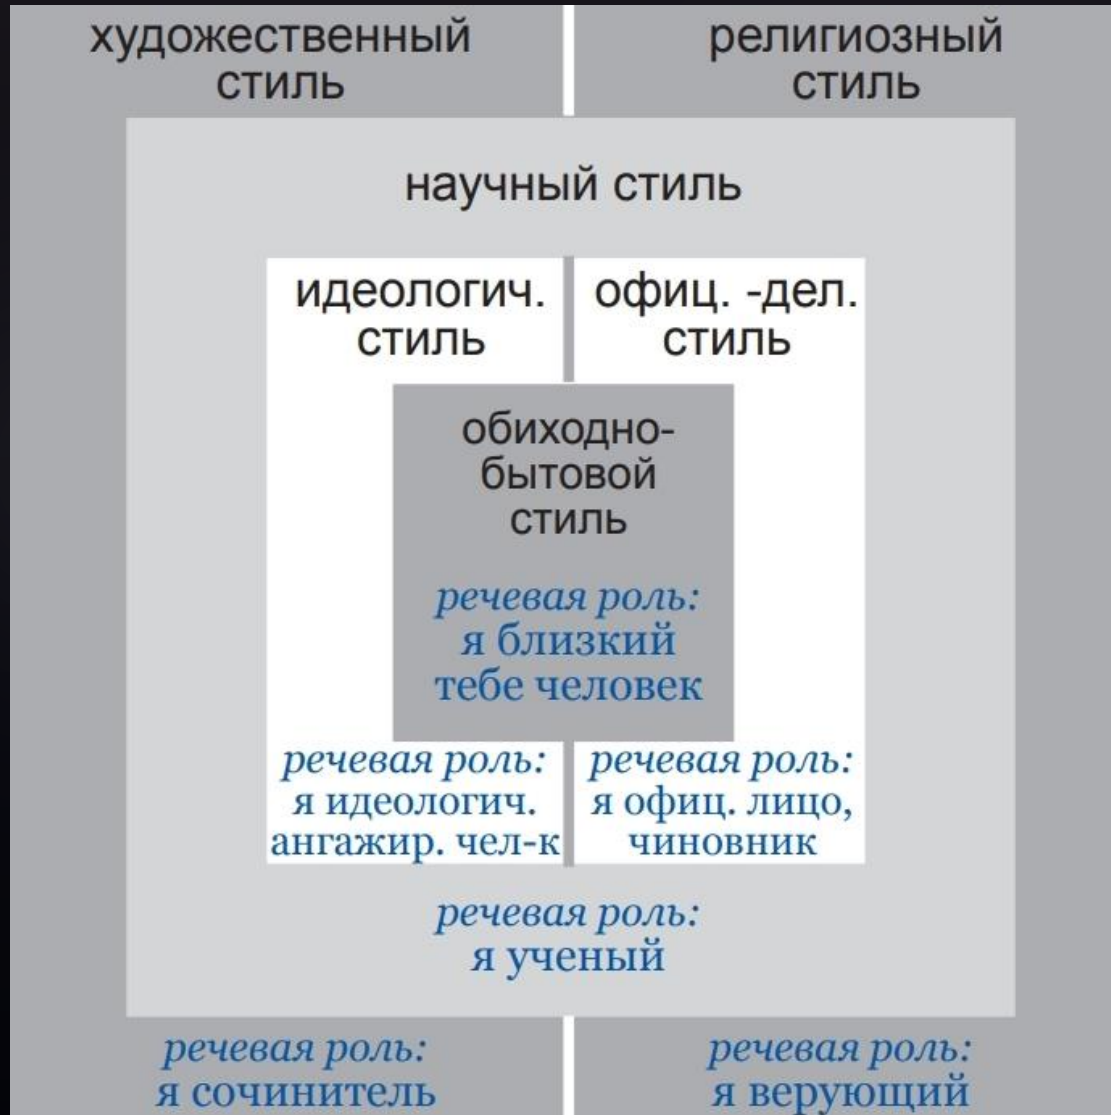 художественный
стиль
религиозный
стиль
научный стиль
идеологич.
стиль
офиц. -дел.
стиль
обиходно-
бытовой
стиль
речевая роль:
я близкий
тебе человек
речевая роль:
я идеологич.
ангажир. чел-к
речевая роль:
я офиц. лицо,
чиновник
речевая роль:
я ученый
речевая роль:
я сочинитель
речевая роль:
я верующий